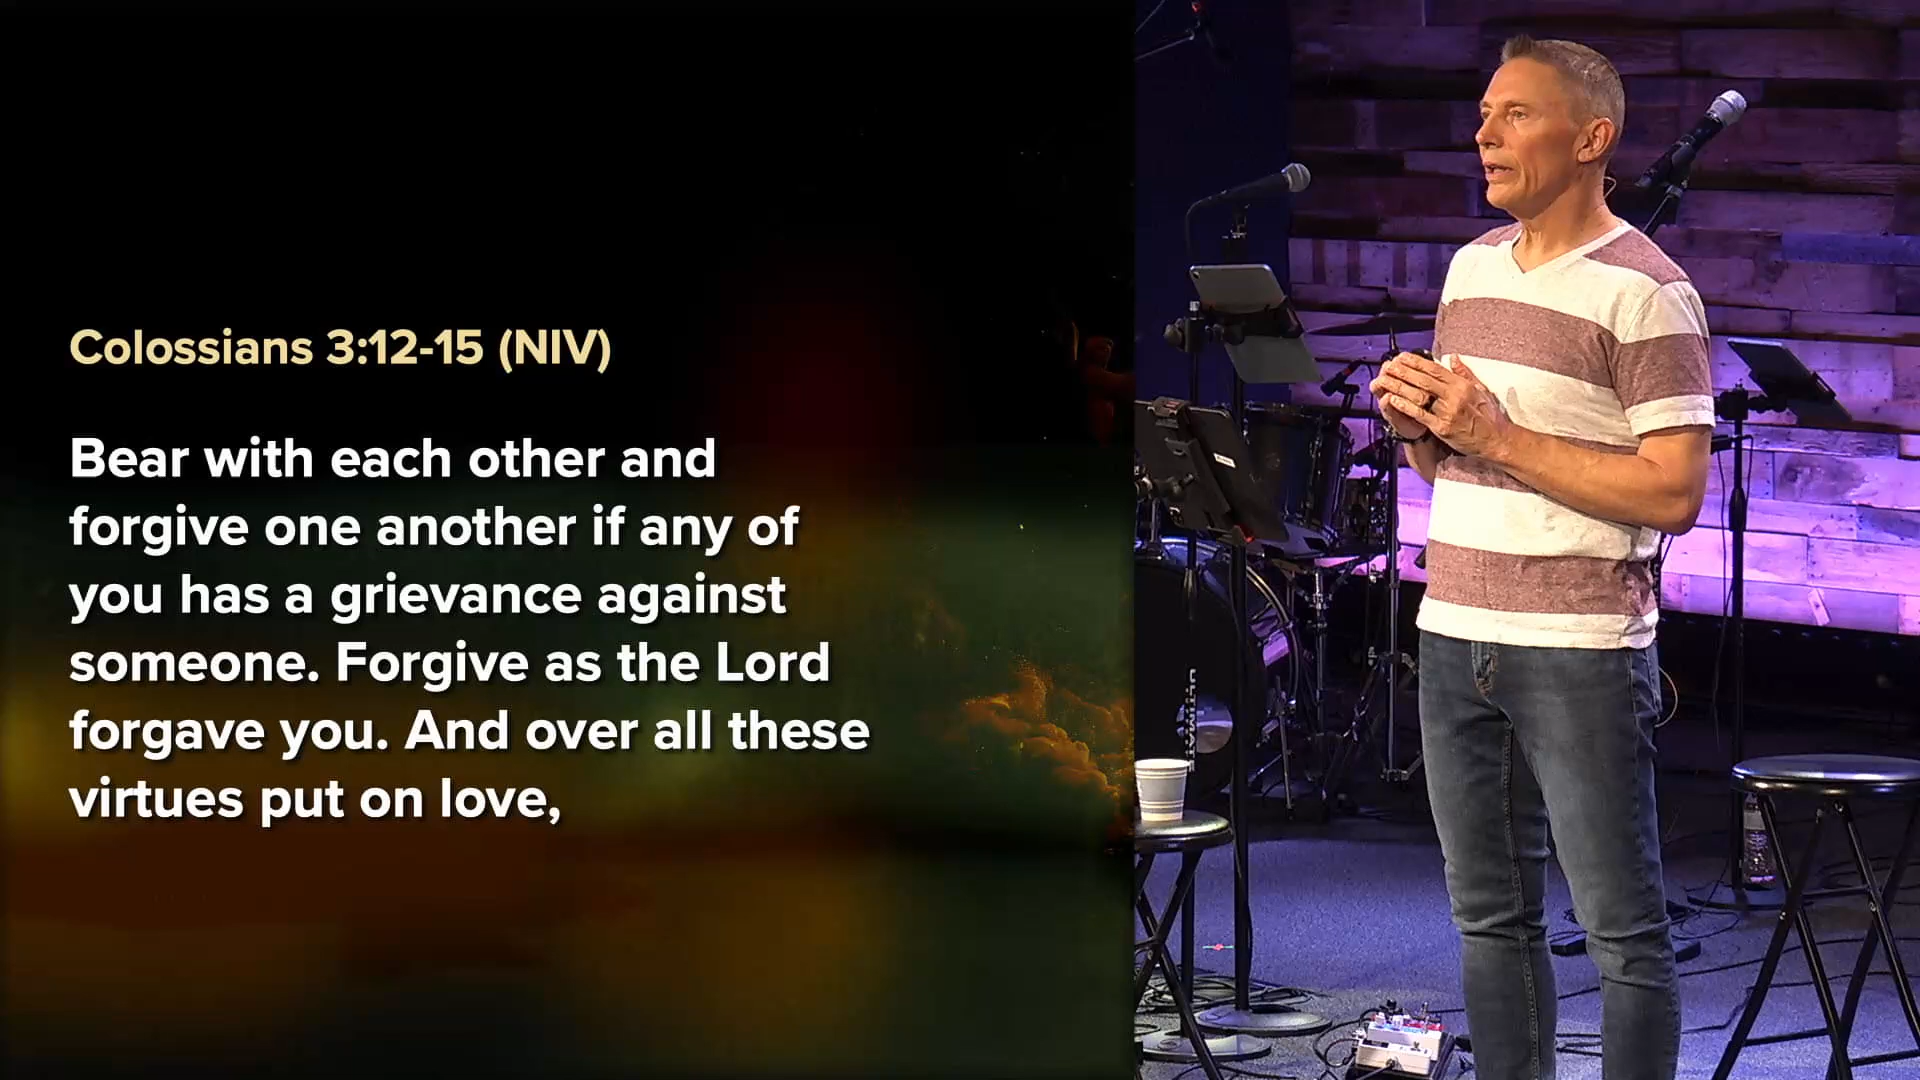 Colossians 3:12-15 (NIV)
Bear with each other and
forgive one another if any of
you has a grievance against
someone. Forgive as the Lord
forgave you. And over all these
virtues put on love,